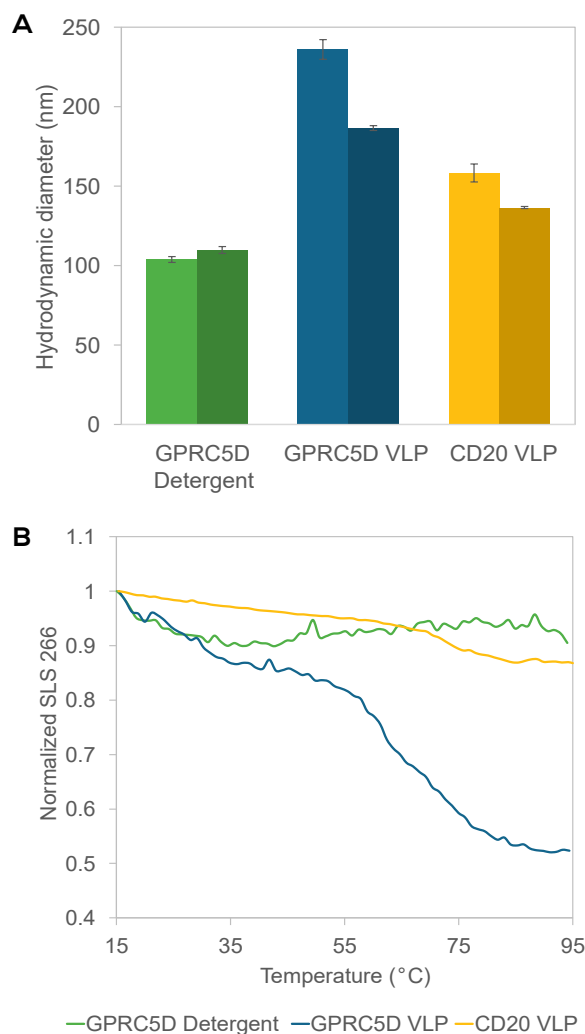 A
Hydrodynamic diameter (nm)
250
200
150
100
50
0
GPRC5D
Detergent
GPRC5D VLP
CD20 VLP
B
Normalized SLS 266
1.1
1
0.9
0.8
0.7
0.6
0.5
0.4
15 35 55 75 95
Temperature (°C)
GPRC5D Detergent GPRC5D VLP CD20 VLP